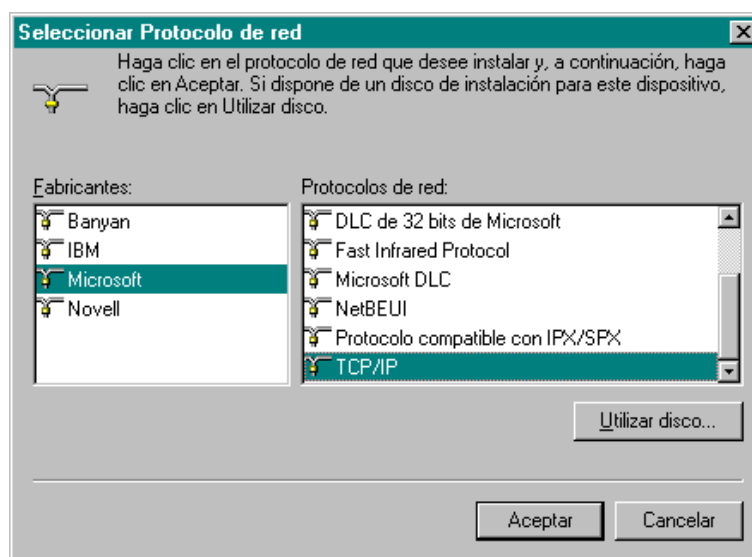 Seleccionar Protocolo de red
Haga clic en el protocolo de red que desee instalar y, a continuación, haga
clic en Aceptar. Si dispone de un disco de instalación para este dispositivo,
haga clic en Utilizar disco.
Fabricantes:
Banyan
IBM
Microsoft
Novell
Protocolos de red:
DLC de 32 bits de Microsoft
Fast Infrared Protocol
Microsoft DLC
NetBEUI
Protocolo compatible con IPX/SPX
TCP/IP
Utilizar disco...
Aceptar
Cancelar